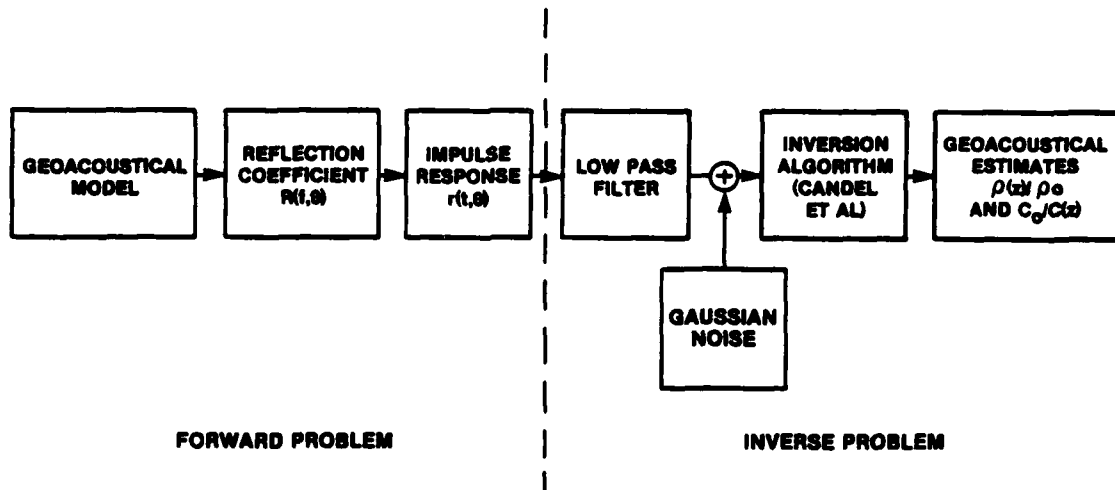 GEOACOUSTICAL
MODEL
REFLECTION
COEFFICIENT
R(f,θ)
IMPULSE
RESPONSE
r(t,θ)
LOW PASS
FILTER
+
INVERSION
ALGORITHM
(CANDEL
ET AL)
GEOACOUSTICAL
ESTIMATES
ρ(z)/ρo
AND Co/C(z)
GAUSSIAN
NOISE
FORWARD PROBLEM
INVERSE PROBLEM